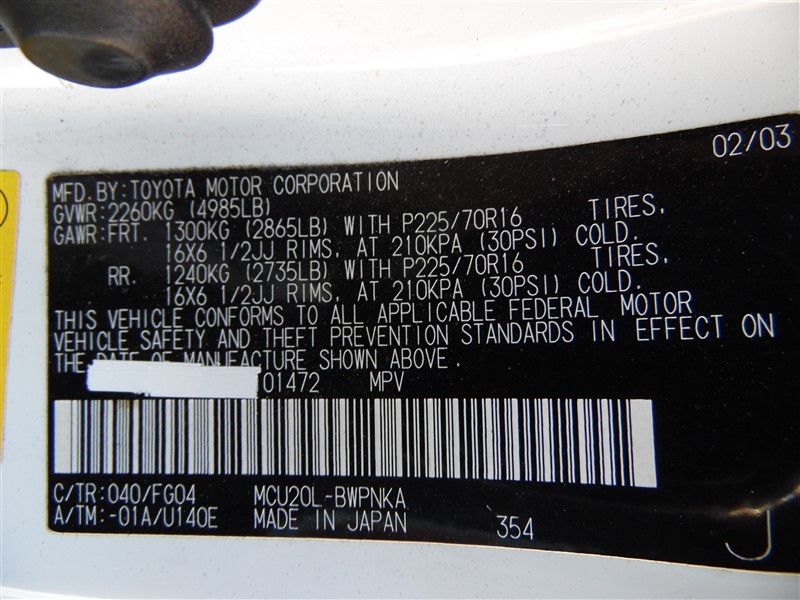 02/03
MFD.BY:TOYOTA MOTOR CORPORATION
GVWR:2260KG (4985LB)
GAWR:FRT. 1300KG (2865LB) WITH P225/70R16 TIRES,
16X6 1/2JJ RIMS, AT 210KPA (30PSI) COLD.
RR. 1240KG (2735LB) WITH P225/70R16 TIRES,
16X6 1/2JJ RIMS, AT 210KPA (30PSI) COLD.
THIS VEHICLE CONFORMS TO ALL APPLICABLE FEDERAL MOTOR
VEHICLE SAFETY AND THEFT PREVENTION STANDARDS IN EFFECT ON
THE DATE OF MANUFACTURE SHOWN ABOVE.
01472 MPV
C/TR:040/FG04 MCU20L-BWPNKA
A/TM:-01A/U140E MADE IN JAPAN 354
J